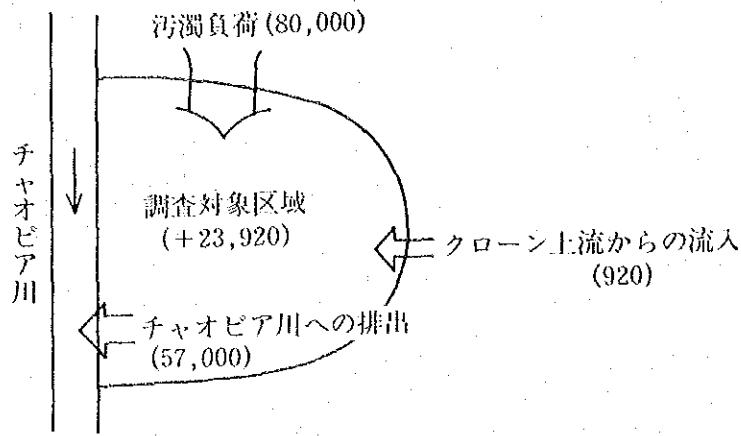 汚濁負荷(80,000)
チャオピア川
調査対象区域
(+23,920)
クローン上流からの流入
(920)
チャオピア川への排出
(57,000)